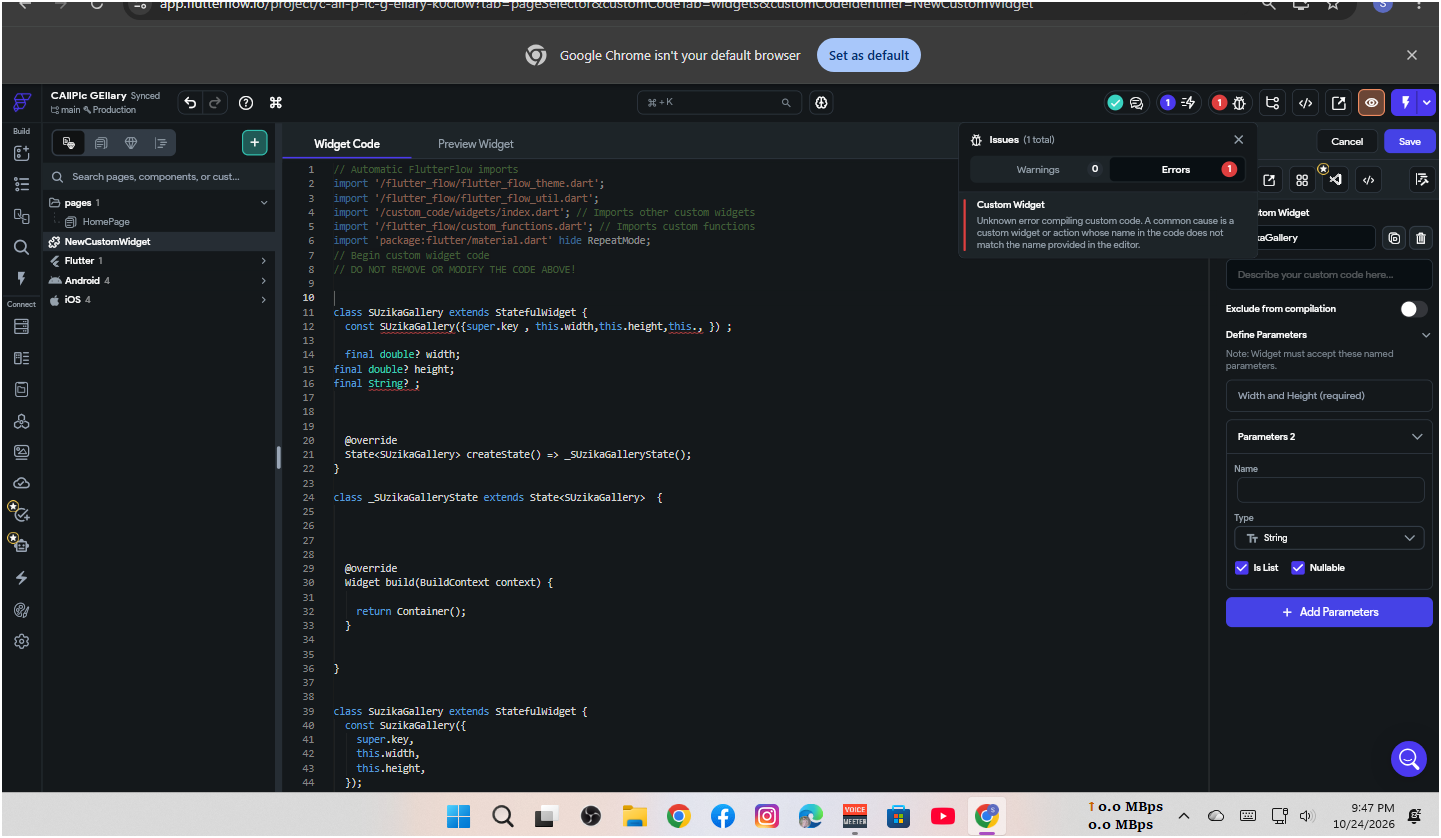 app.flutterflow.io/project/c-all-p-ic-g-ellary-k0clow?tab=pageSelector&customCodeTab=widgets&customCodeIdentifier=NewCustomWidget
S
Google Chrome isn't your default browser
Set as default
CAllPIc GEllary Synced
main Production
⌘+K
1
1
Build
Widget Code
Preview Widget
Issues (1 total)
Warnings 0
Errors 1
Custom Widget
Unknown error compiling custom code. A common cause is a
custom widget or action whose name in the code does not
match the name provided in the editor.
Cancel
Save
Search pages, components, or cust...
pages 1
HomePage
NewCustomWidget
Flutter 1
Android 4
iOS 4
Connect
1 // Automatic FlutterFlow imports
2 import '/flutter_flow/flutter_flow_theme.dart';
3 import '/flutter_flow/flutter_flow_util.dart';
4 import '/custom_code/widgets/index.dart'; // Imports other custom widgets
5 import '/flutter_flow/custom_functions.dart'; // Imports custom functions
6 import 'package:flutter/material.dart' hide RepeatMode;
7 // Begin custom widget code
8 // DO NOT REMOVE OR MODIFY THE CODE ABOVE!
9
10
11 class SUzikaGallery extends StatefulWidget {
12 const SUzikaGallery({super.key , this.width,this.height,this., }) ;
13
14 final double? width;
15 final double? height;
16 final String? ;
17
18
19
20 @override
21 State<SUzikaGallery> createState() => _SUzikaGalleryState();
22 }
23
24 class _SUzikaGalleryState extends State<SUzikaGallery> {
25
26
27
28
29 @override
30 Widget build(BuildContext context) {
31
32 return Container();
33 }
34
35
36 }
37
38
39 class SuzikaGallery extends StatefulWidget {
40 const SuzikaGallery({
41 super.key,
42 this.width,
43 this.height,
44 });
tom Widget
kaGallery
Describe your custom code here...
Exclude from compilation
Define Parameters
Note: Widget must accept these named
parameters.
Width and Height (required)
Parameters 2
Name
Type
Tт String
Is List
Nullable
+ Add Parameters
VOICE
MEETER
S
↑ 0.0 MBps
0.0 MBps
9:47 PM
10/24/2026